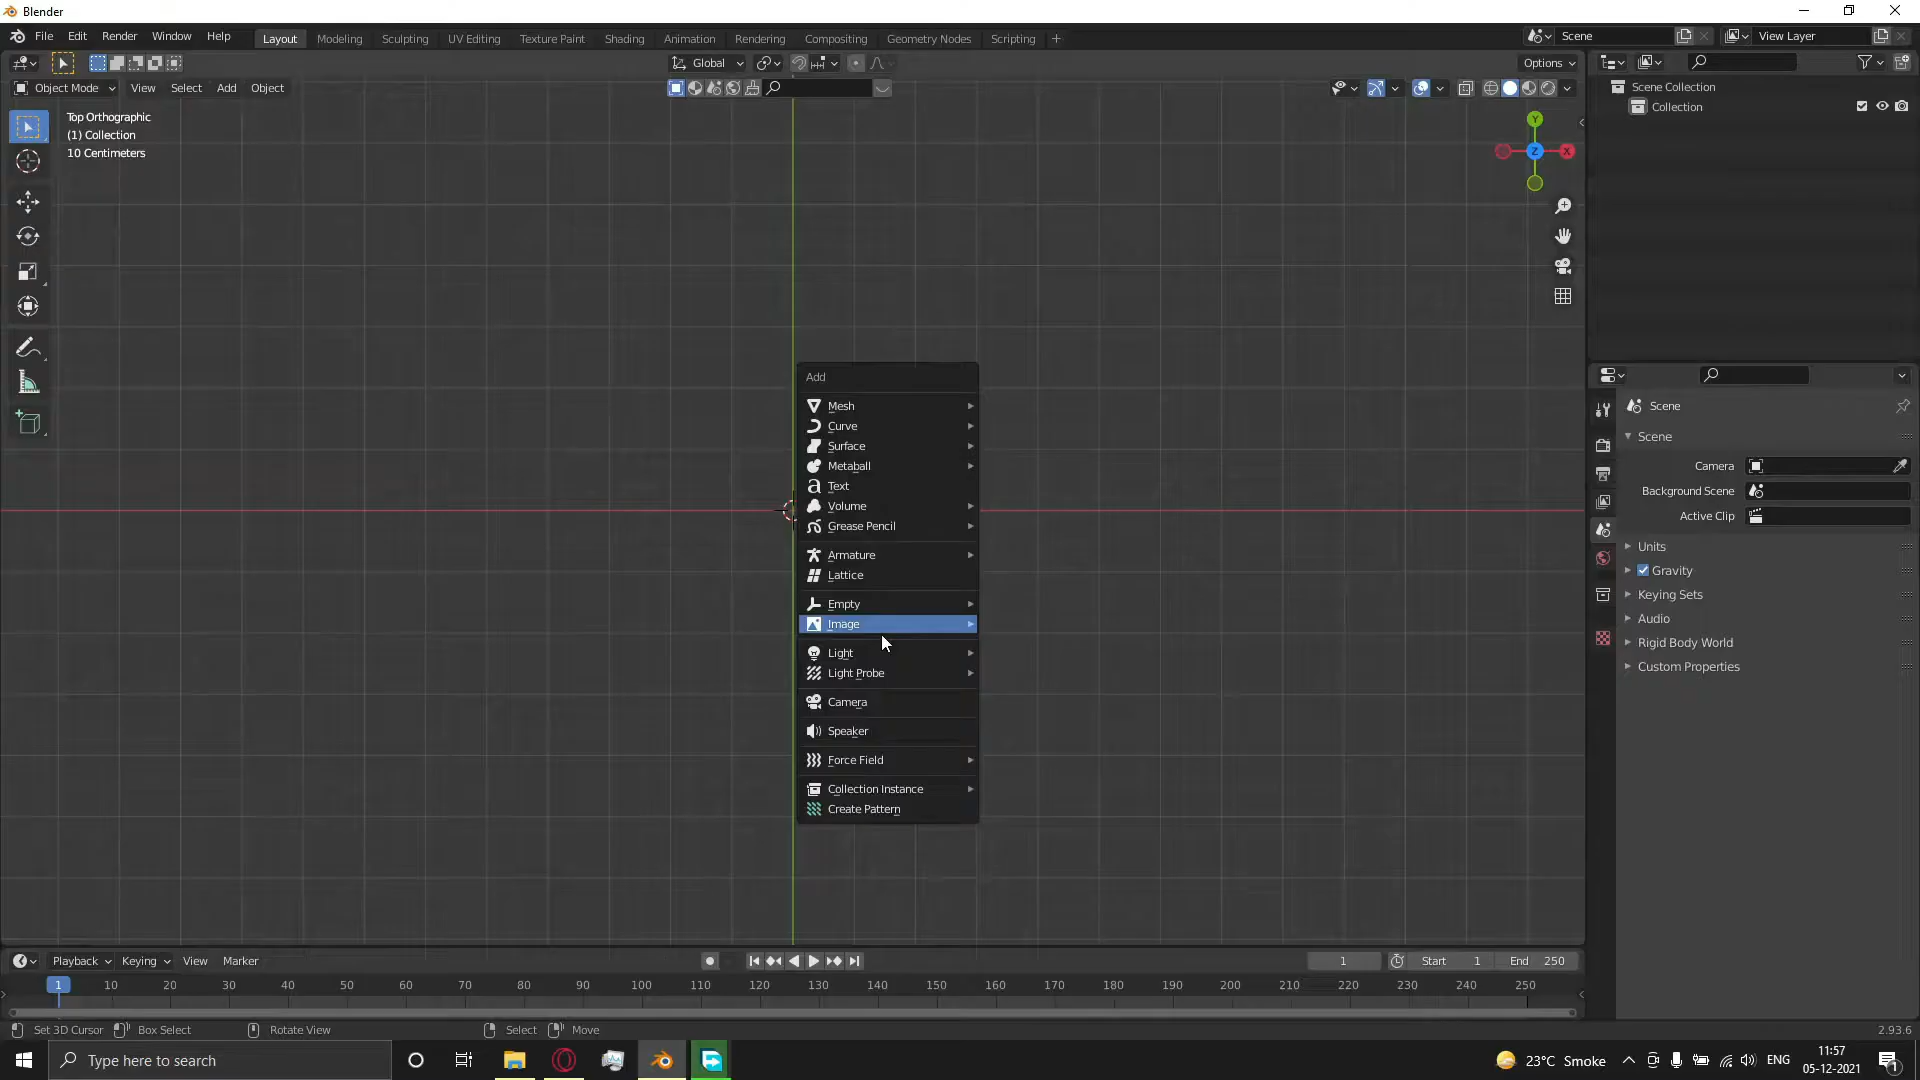 Blender
File Edit Render Window Help
Layout Modeling Sculpting UV Editing Texture Paint Shading Animation Rendering Compositing Geometry Nodes Scripting +
Scene
View Layer
Global
Options
Object Mode View Select Add Object
Top Orthographic
(1) Collection
10 Centimeters
Y
Z
X
Scene Collection
Collection
Add
Mesh
Curve
Surface
Metaball
Text
Volume
Grease Pencil
Armature
Lattice
Empty
Image
Light
Light Probe
Camera
Speaker
Force Field
Collection Instance
Create Pattern
Scene
Scene
Camera
Background Scene
Active Clip
Units
Gravity
Keying Sets
Audio
Rigid Body World
Custom Properties
Playback Keying View Marker
1 Start 1 End 250
1 10 20 30 40 50 60 70 80 90 100 110 120 130 140 150 160 170 180 190 200 210 220 230 240 250
Set 3D Cursor Box Select Rotate View Select Move
2.93.6
Type here to search
23°C Smoke
ENG
11:57
05-12-2021
1